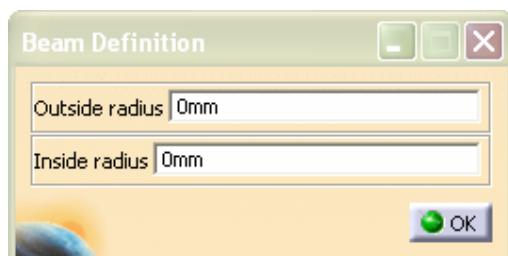 Beam Definition
Outside radius 0mm
Inside radius 0mm
OK